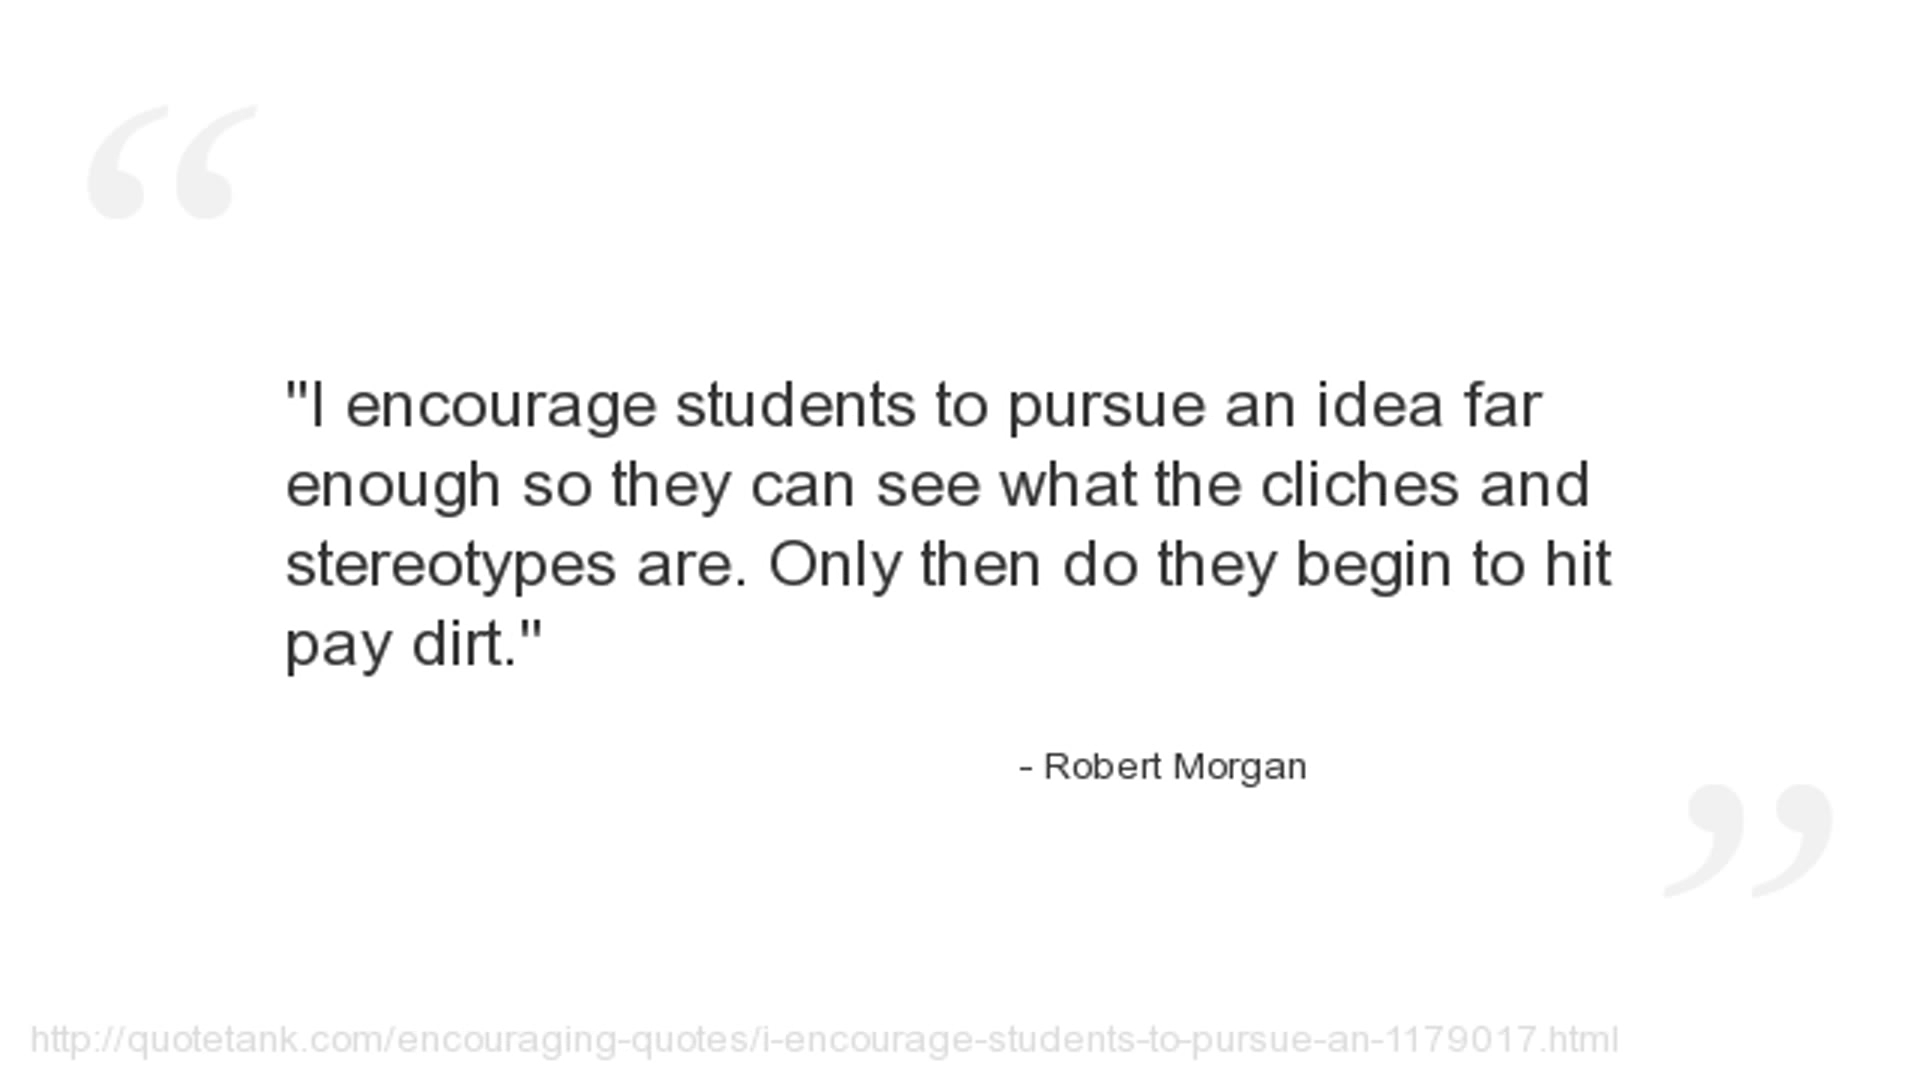 "I encourage students to pursue an idea far
enough so they can see what the cliches and
stereotypes are. Only then do they begin to hit
pay dirt."
- Robert Morgan
http://quotetank.com/encouraging-quotes/i-encourage-students-to-pursue-an-1179017.html